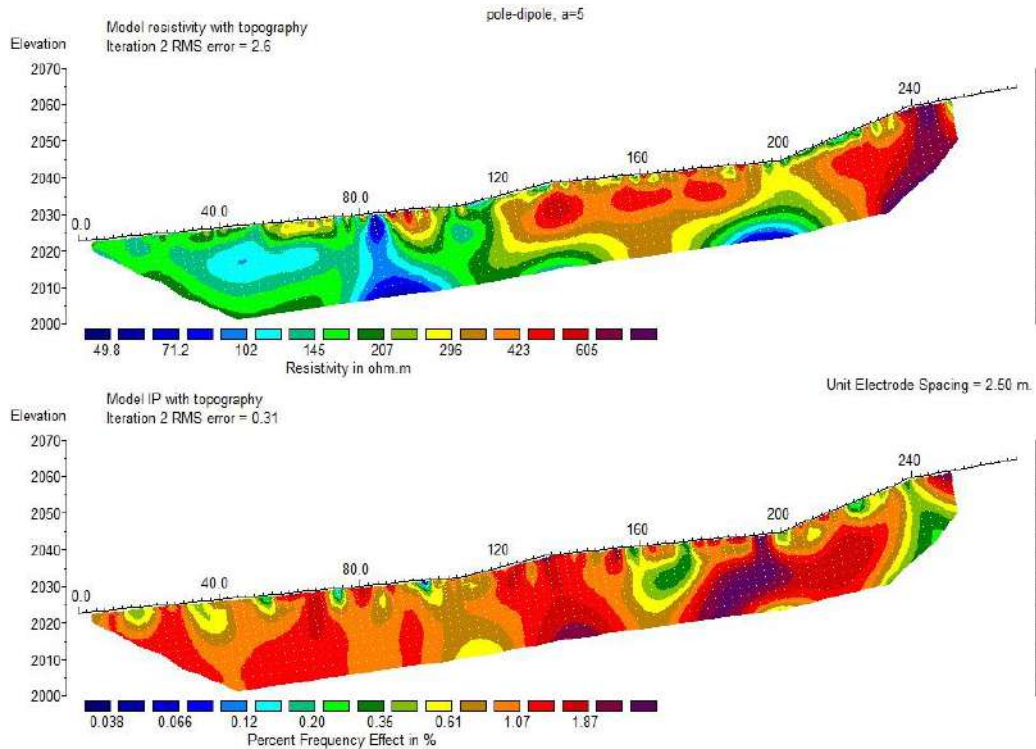 pole-dipole, a=5
Model resistivity with topography
Elevation
Iteration 2 RMS error = 2.6
2070
240
2060
2050
200
2040
160
120
2030
80.0
40.0
0.0
2020
2010
2000
49.8 71.2 102 145 207 296 423 605
Resistivity in ohm.m
Unit Electrode Spacing = 2.50 m.
Model IP with topography
Elevation
Iteration 2 RMS error = 0.31
2070
240
2060
2050
200
2040
160
120
2030
80.0
40.0
0.0
2020
2010
2000
0.038 0.066 0.12 0.20 0.35 0.61 1.07 1.87
Percent Frequency Effect in %